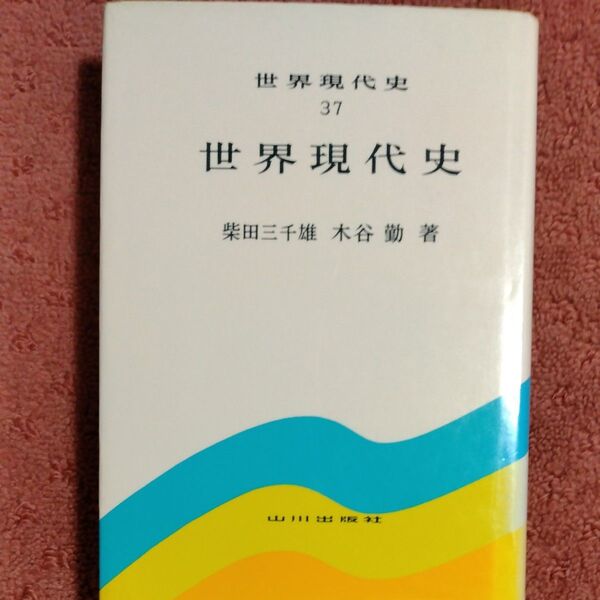 世界現代史
37
世界現代史
柴田三千雄 木谷 勤 著
山川出版社